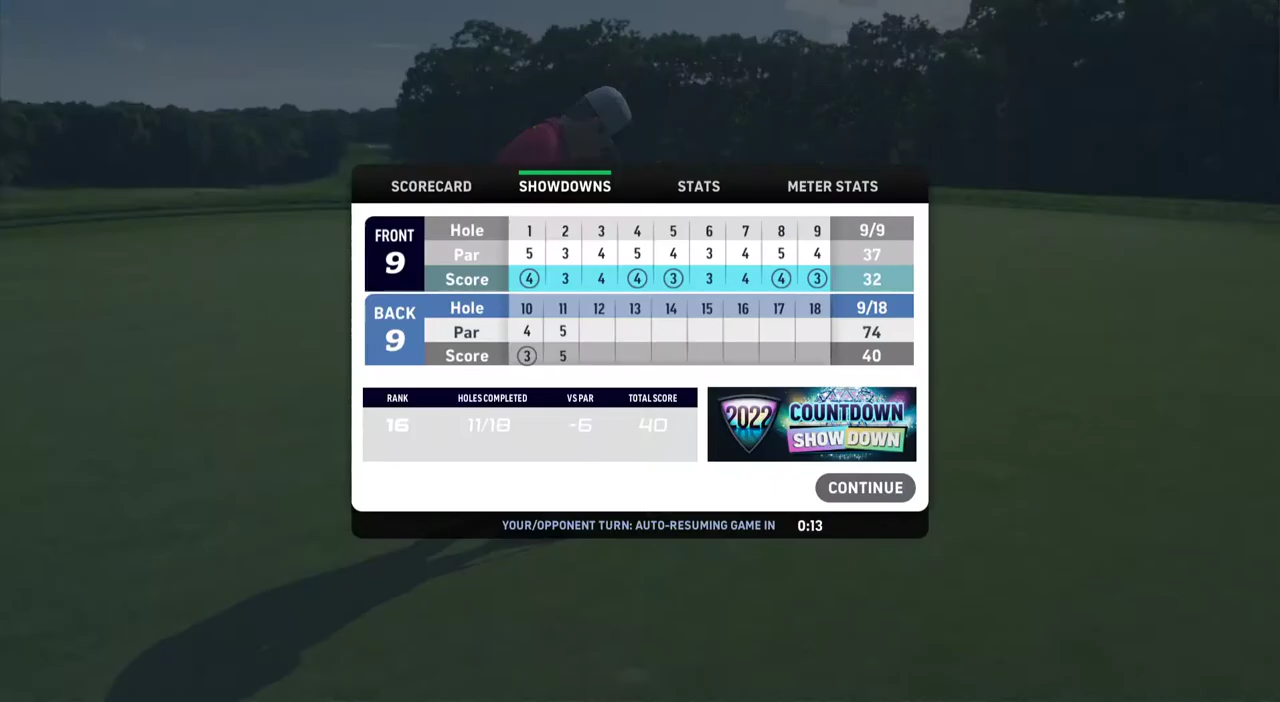 SCORECARD SHOWDOWNS STATS METER STATS
FRONT 9
Hole 1 2 3 4 5 6 7 8 9 9/9
Par 5 3 4 5 4 3 4 5 4 37
Score 4 3 4 4 3 3 4 4 3 32
BACK 9
Hole 10 11 12 13 14 15 16 17 18 9/18
Par 4 5 74
Score 3 5 40
RANK HOLES COMPLETED VS PAR TOTAL SCORE
16 11/18 -6 40
2022 COUNTDOWN
SHOWDOWN
CONTINUE
YOUR/OPPONENT TURN: AUTO-RESUMING GAME IN 0:13